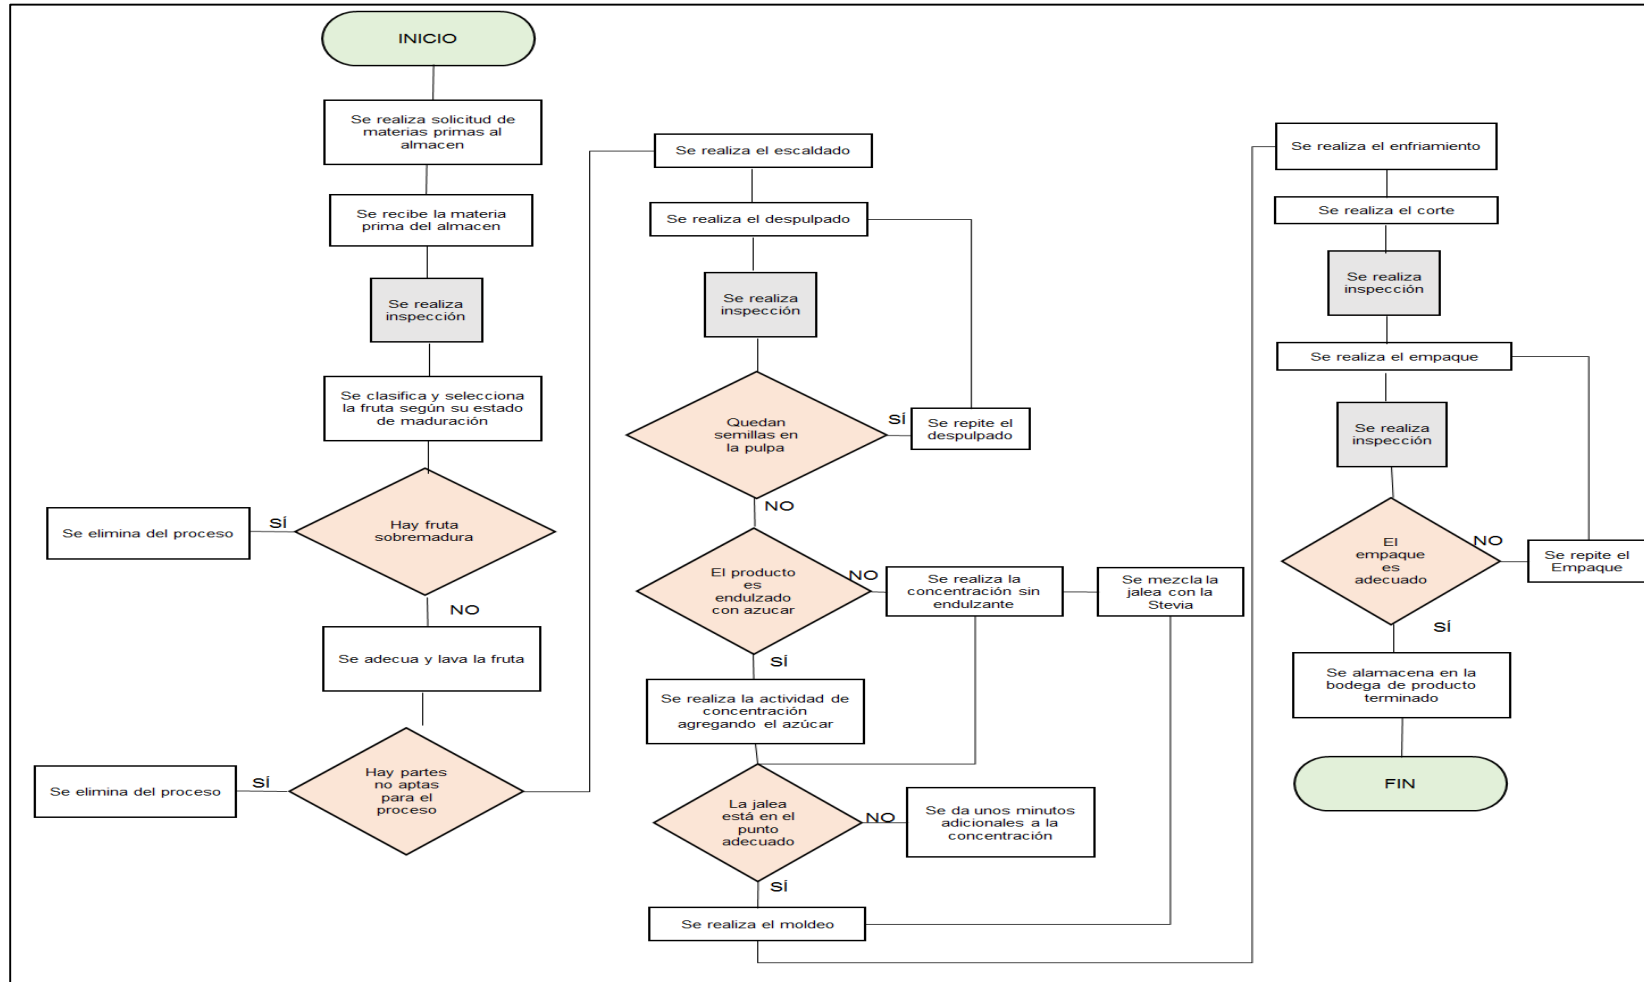 INICIO
Se realiza solicitud de
materias primas al
almacen
Se recibe la materia
prima del almacen
Se realiza
inspección
Se clasifica y selecciona
la fruta según su estado
de maduración
Hay fruta
sobremadura
SÍ
Se elimina del proceso
NO
Se adecua y lava la fruta
Hay partes
no aptas
para el
proceso
SÍ
Se elimina del proceso
Se realiza el escaldado
Se realiza el despulpado
Se realiza
inspección
Quedan
semillas en
la pulpa
SÍ
Se repite el
despulpado
NO
El producto
es
endulzado
con azucar
NO
Se realiza la
concentración sin
endulzante
Se mezcla la
jalea con la
Stevia
SÍ
Se realiza la actividad de
concentración
agregando el azúcar
La jalea
está en el
punto
adecuado
NO
Se da unos minutos
adicionales a la
concentración
SÍ
Se realiza el moldeo
Se realiza el enfriamiento
Se realiza el corte
Se realiza
inspección
Se realiza el empaque
Se realiza
inspección
El
empaque
es
adecuado
NO
Se repite el
Empaque
SÍ
Se alamacena en la
bodega de producto
terminado
FIN